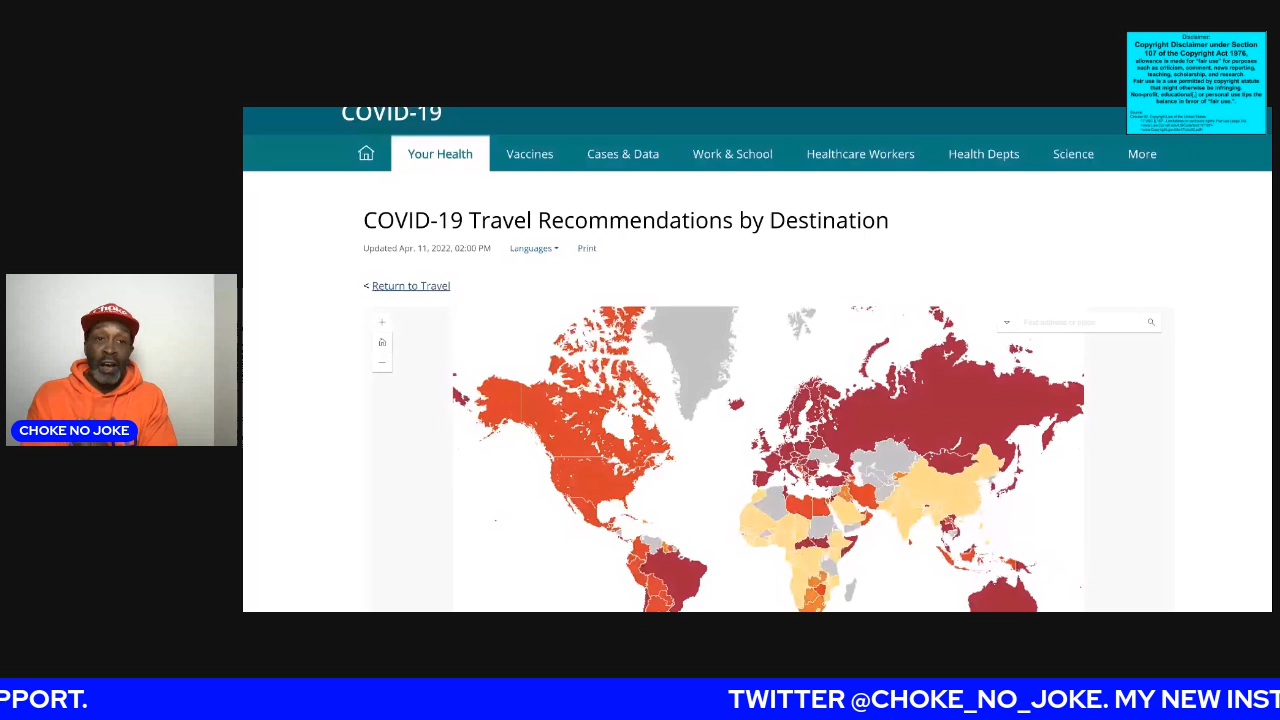 Disclaimer:
Copyright Disclaimer under Section
107 of the Copyright Act 1976,
allowance is made for "fair use" for purposes
such as criticism, comment, news reporting,
teaching, scholarship, and research.
Fair use is a use permitted by copyright statute
that might otherwise be infringing.
Non-profit, educational[,] or personal use tips the
balance in favor of "fair use.".
COVID-19
Your Health Vaccines Cases & Data Work & School Healthcare Workers Health Depts Science More
COVID-19 Travel Recommendations by Destination
Updated Apr. 11, 2022, 02:00 PM Languages Print
< Return to Travel
Find address or place
CHOKE NO JOKE
PPORT. TWITTER @CHOKE_NO_JOKE. MY NEW INST